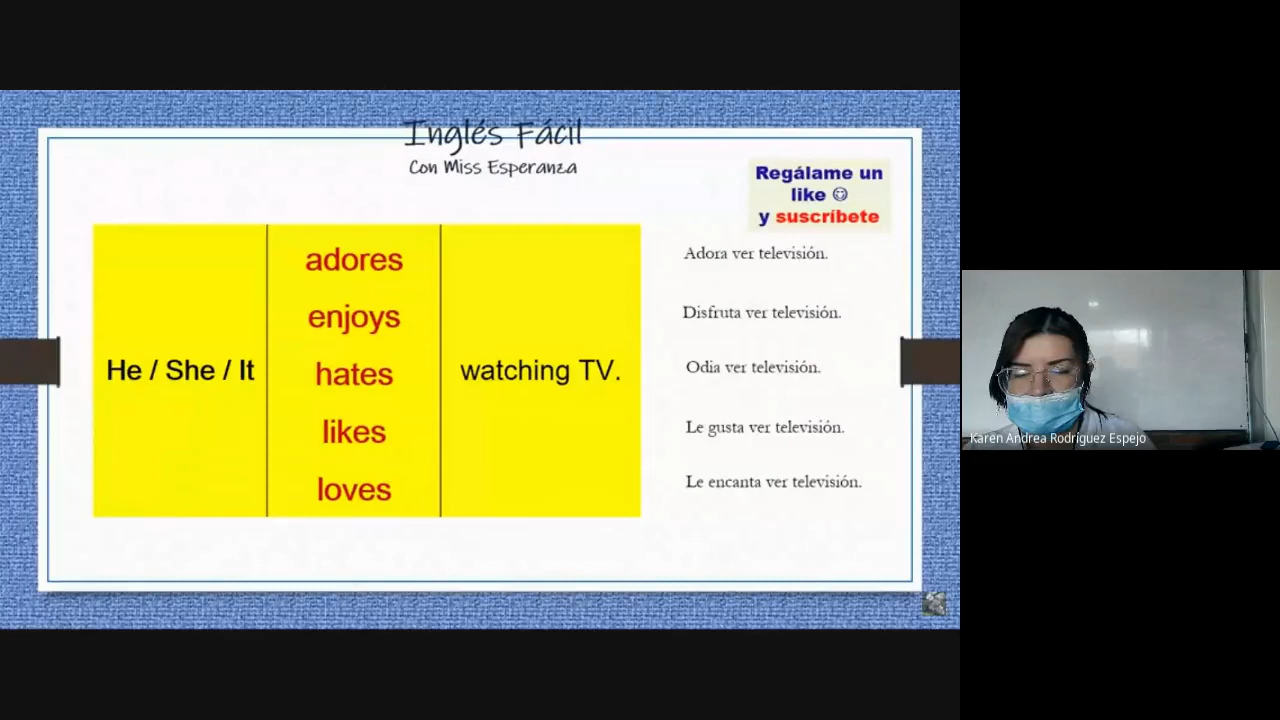 Inglés Fácil
Con Miss Esperanza
Regálame un
like ☺
y suscríbete
adores
enjoys
He / She / It
hates
watching TV.
likes
loves
Adora ver televisión.
Disfruta ver televisión.
Odia ver televisión.
Le gusta ver televisión.
Le encanta ver televisión.
Karen Andrea Rodríguez Espejo